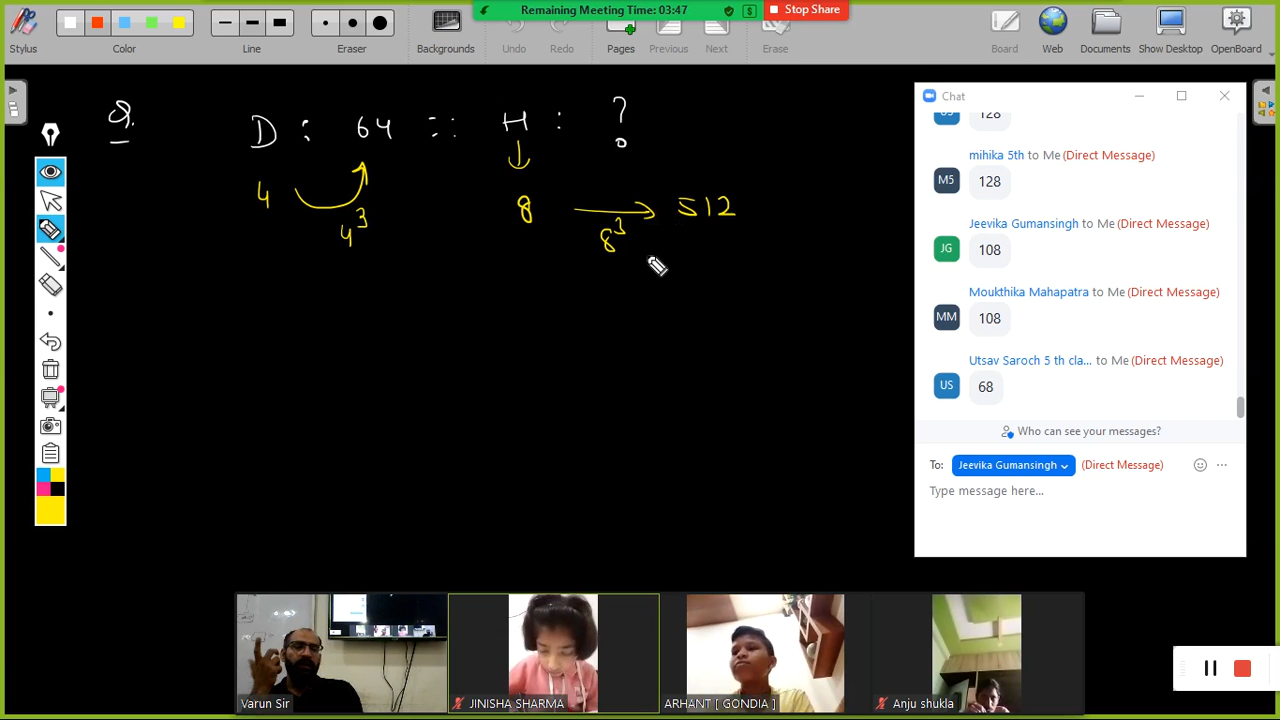 Remaining Meeting Time: 03:47
Stop Share
Stylus
Color
Line
Eraser
Backgrounds
Undo
Redo
Pages
Previous
Next
Erase
Board
Web
Documents
Show Desktop
OpenBoard
Q. D : 64 :: H : ?
4 8 → 512
4³ 8³
Chat
128
mihika 5th to Me (Direct Message)
M5 128
Jeevika Gumansingh to Me (Direct Message)
JG 108
Moukthika Mahapatra to Me (Direct Message)
MM 108
Utsav Saroch 5 th cla... to Me (Direct Message)
US 68
Who can see your messages?
To: Jeevika Gumansingh (Direct Message)
Type message here...
Varun Sir
JINISHA SHARMA
ARHANT [ GONDIA ]
Anju shukla